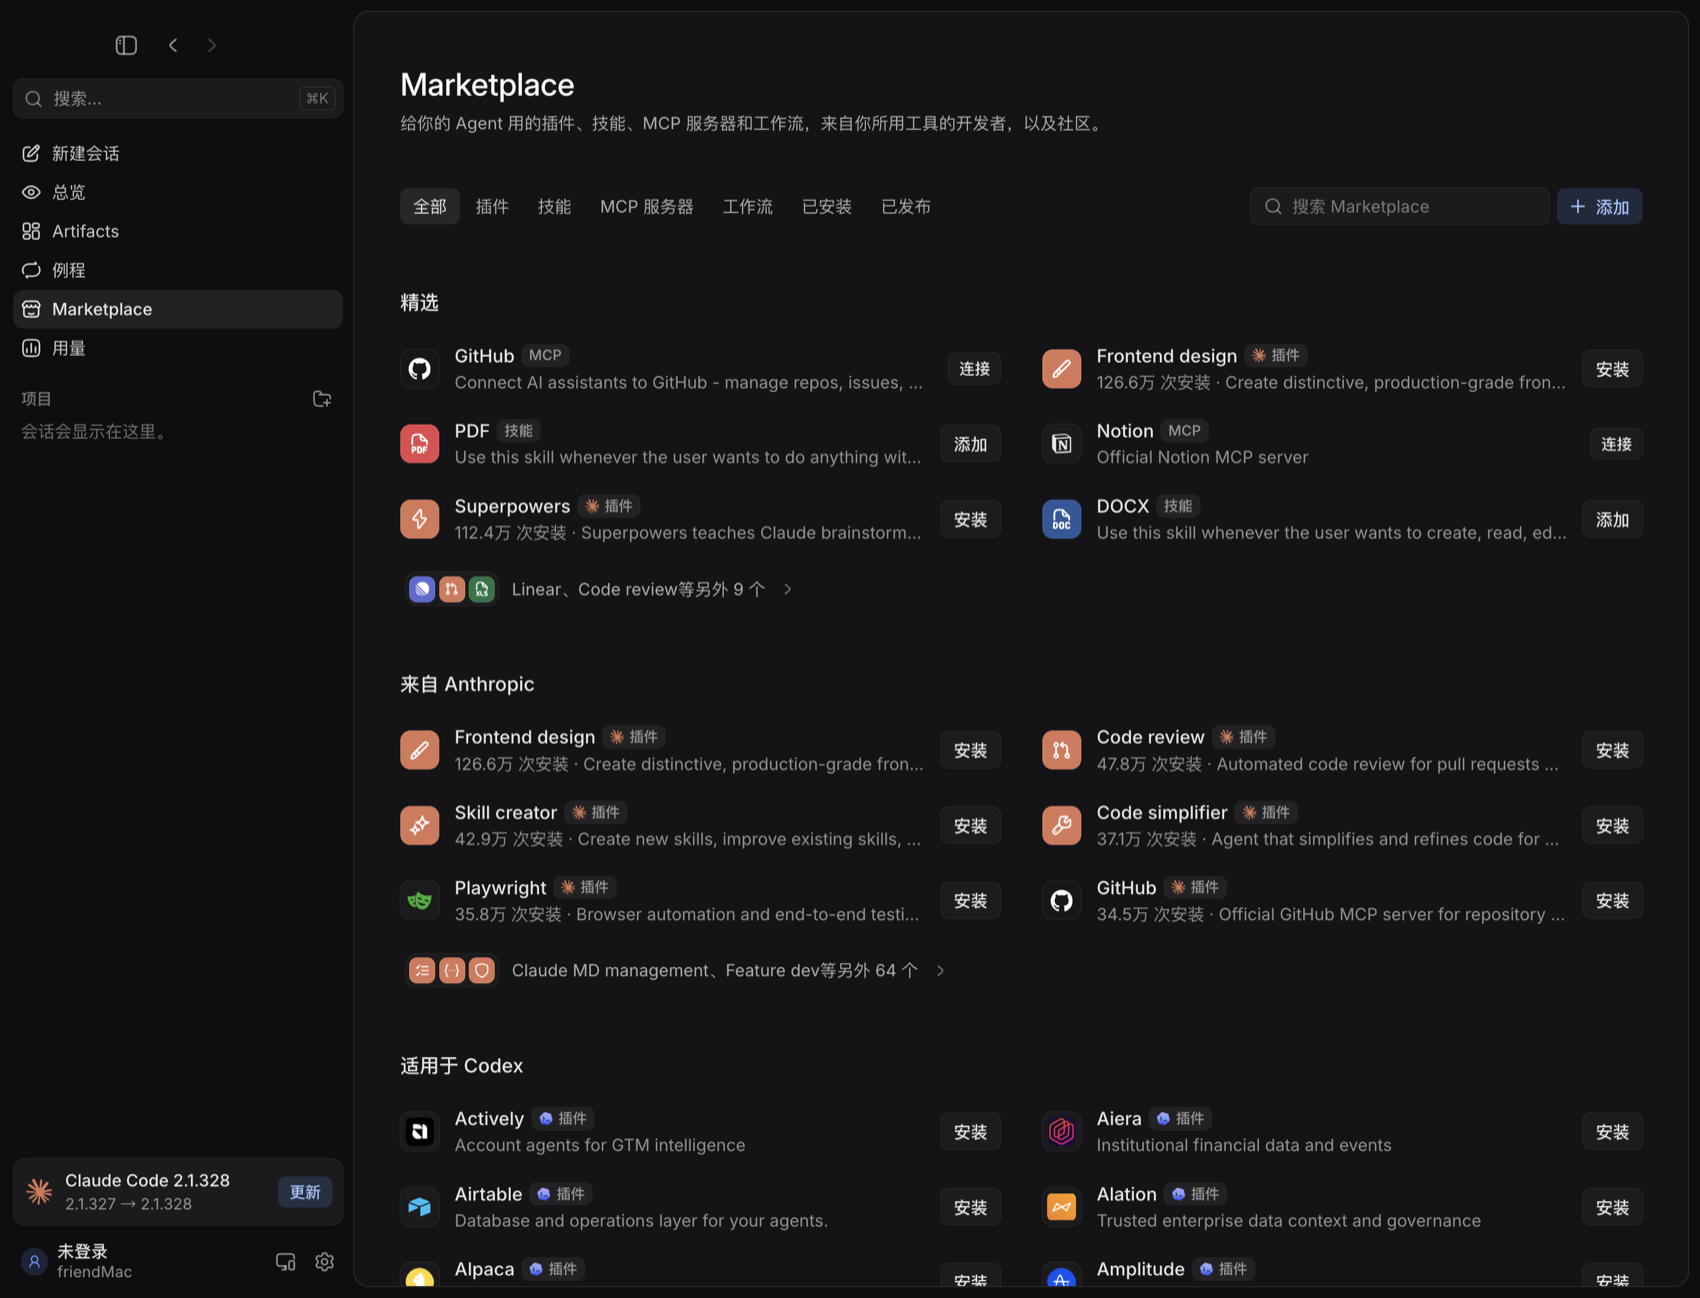 搜索...
⌘K
新建会话
总览
Artifacts
例程
Marketplace
用量
项目
会话会显示在这里。
Claude Code 2.1.328
2.1.327 → 2.1.328
更新
未登录
friendMac
Marketplace
给你的 Agent 用的插件、技能、MCP 服务器和工作流，来自你所用工具的开发者，以及社区。
全部 插件 技能 MCP 服务器 工作流 已安装 已发布
搜索 Marketplace
添加
精选
GitHub MCP
Connect AI assistants to GitHub - manage repos, issues, ...
连接
Frontend design 插件
126.6万 次安装 · Create distinctive, production-grade fron...
安装
PDF 技能
Use this skill whenever the user wants to do anything wit...
添加
Notion MCP
Official Notion MCP server
连接
Superpowers 插件
112.4万 次安装 · Superpowers teaches Claude brainstorm...
安装
DOCX 技能
Use this skill whenever the user wants to create, read, ed...
添加
Linear、Code review等另外 9 个
来自 Anthropic
Frontend design 插件
126.6万 次安装 · Create distinctive, production-grade fron...
安装
Code review 插件
47.8万 次安装 · Automated code review for pull requests ...
安装
Skill creator 插件
42.9万 次安装 · Create new skills, improve existing skills, ...
安装
Code simplifier 插件
37.1万 次安装 · Agent that simplifies and refines code for ...
安装
Playwright 插件
35.8万 次安装 · Browser automation and end-to-end testi...
安装
GitHub 插件
34.5万 次安装 · Official GitHub MCP server for repository ...
安装
Claude MD management、Feature dev等另外 64 个
适用于 Codex
Actively 插件
Account agents for GTM intelligence
安装
Aiera 插件
Institutional financial data and events
安装
Airtable 插件
Database and operations layer for your agents.
安装
Alation 插件
Trusted enterprise data context and governance
安装
Alpaca 插件
安装
Amplitude 插件
安装